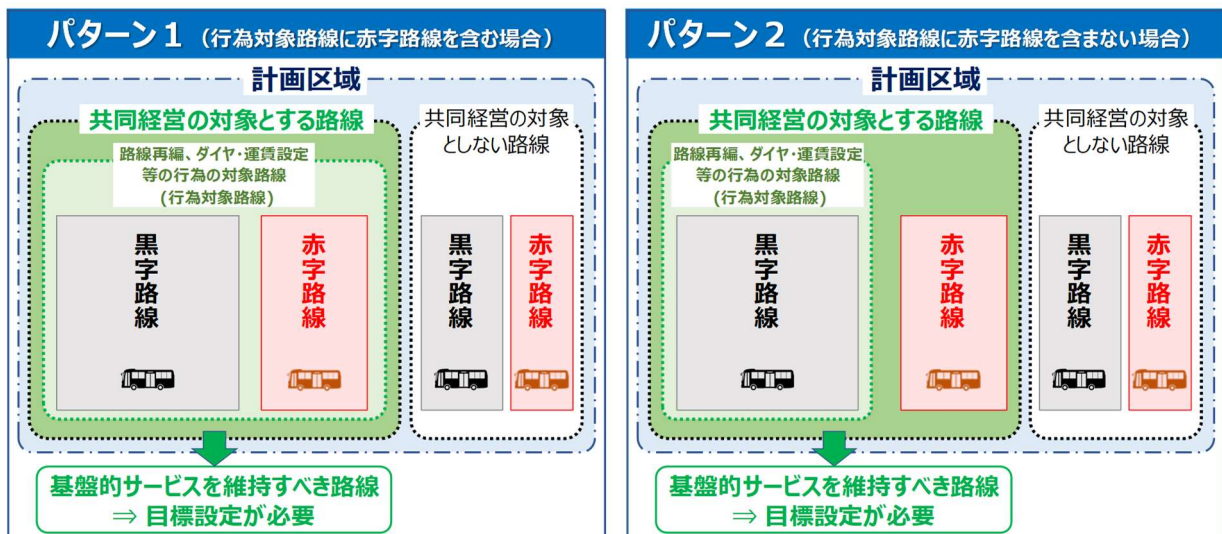 パターン1 (行為対象路線に赤字路線を含む場合)
計画区域
共同経営の対象とする路線
路線再編、ダイヤ・運賃設定
等の行為の対象路線
(行為対象路線)
黒字路線
赤字路線
共同経営の対象
としない路線
黒字路線
赤字路線
基盤的サービスを維持すべき路線
⇒ 目標設定が必要
パターン2 (行為対象路線に赤字路線を含まない場合)
計画区域
共同経営の対象とする路線
路線再編、ダイヤ・運賃設定
等の行為の対象路線
(行為対象路線)
黒字路線
赤字路線
共同経営の対象
としない路線
黒字路線
赤字路線
基盤的サービスを維持すべき路線
⇒ 目標設定が必要